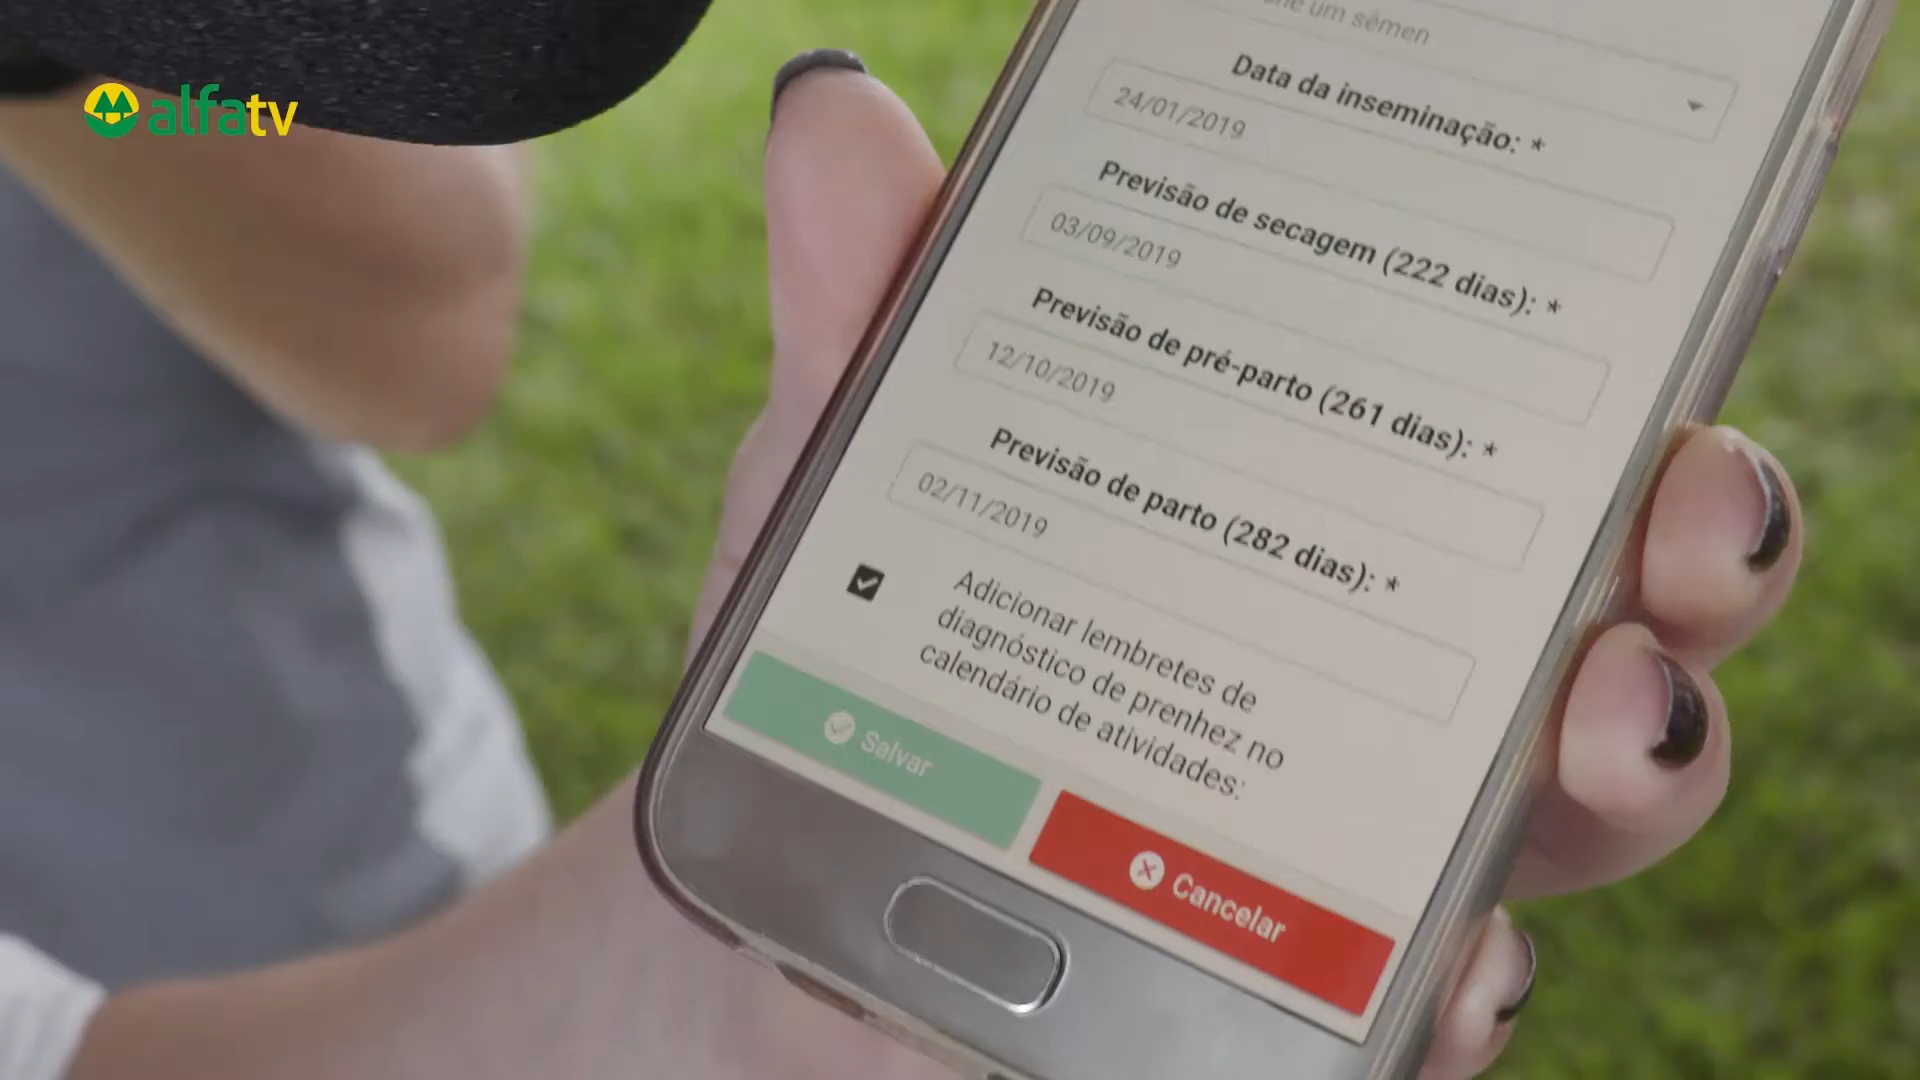 alfatv
um sêmen
Data da inseminação: *
24/01/2019
Previsão de secagem (222 dias): *
03/09/2019
Previsão de pré-parto (261 dias): *
12/10/2019
Previsão de parto (282 dias): *
02/11/2019
Adicionar lembretes de
diagnóstico de prenhez no
calendário de atividades:
Salvar
Cancelar